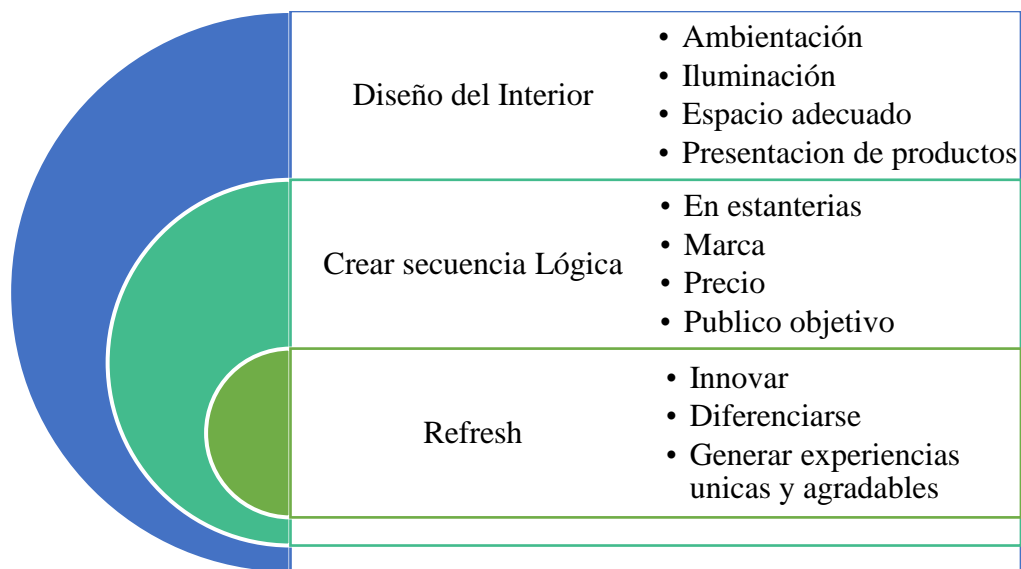 Diseño del Interior
• Ambientación
• Iluminación
• Espacio adecuado
• Presentacion de productos
Crear secuencia Lógica
• En estanterias
• Marca
• Precio
• Publico objetivo
Refresh
• Innovar
• Diferenciarse
• Generar experiencias
unicas y agradables